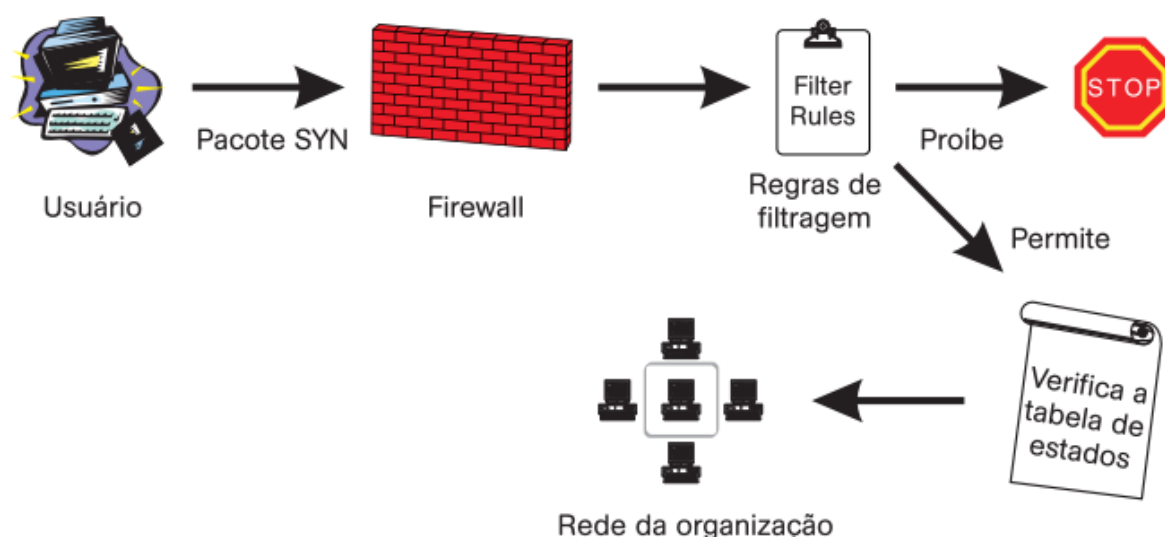 Filter
Rules
STOP
Pacote SYN
Proíbe
Usuário
Firewall
Regras de
filtragem
Permite
Verifica a
tabela de
estados
Rede da organização